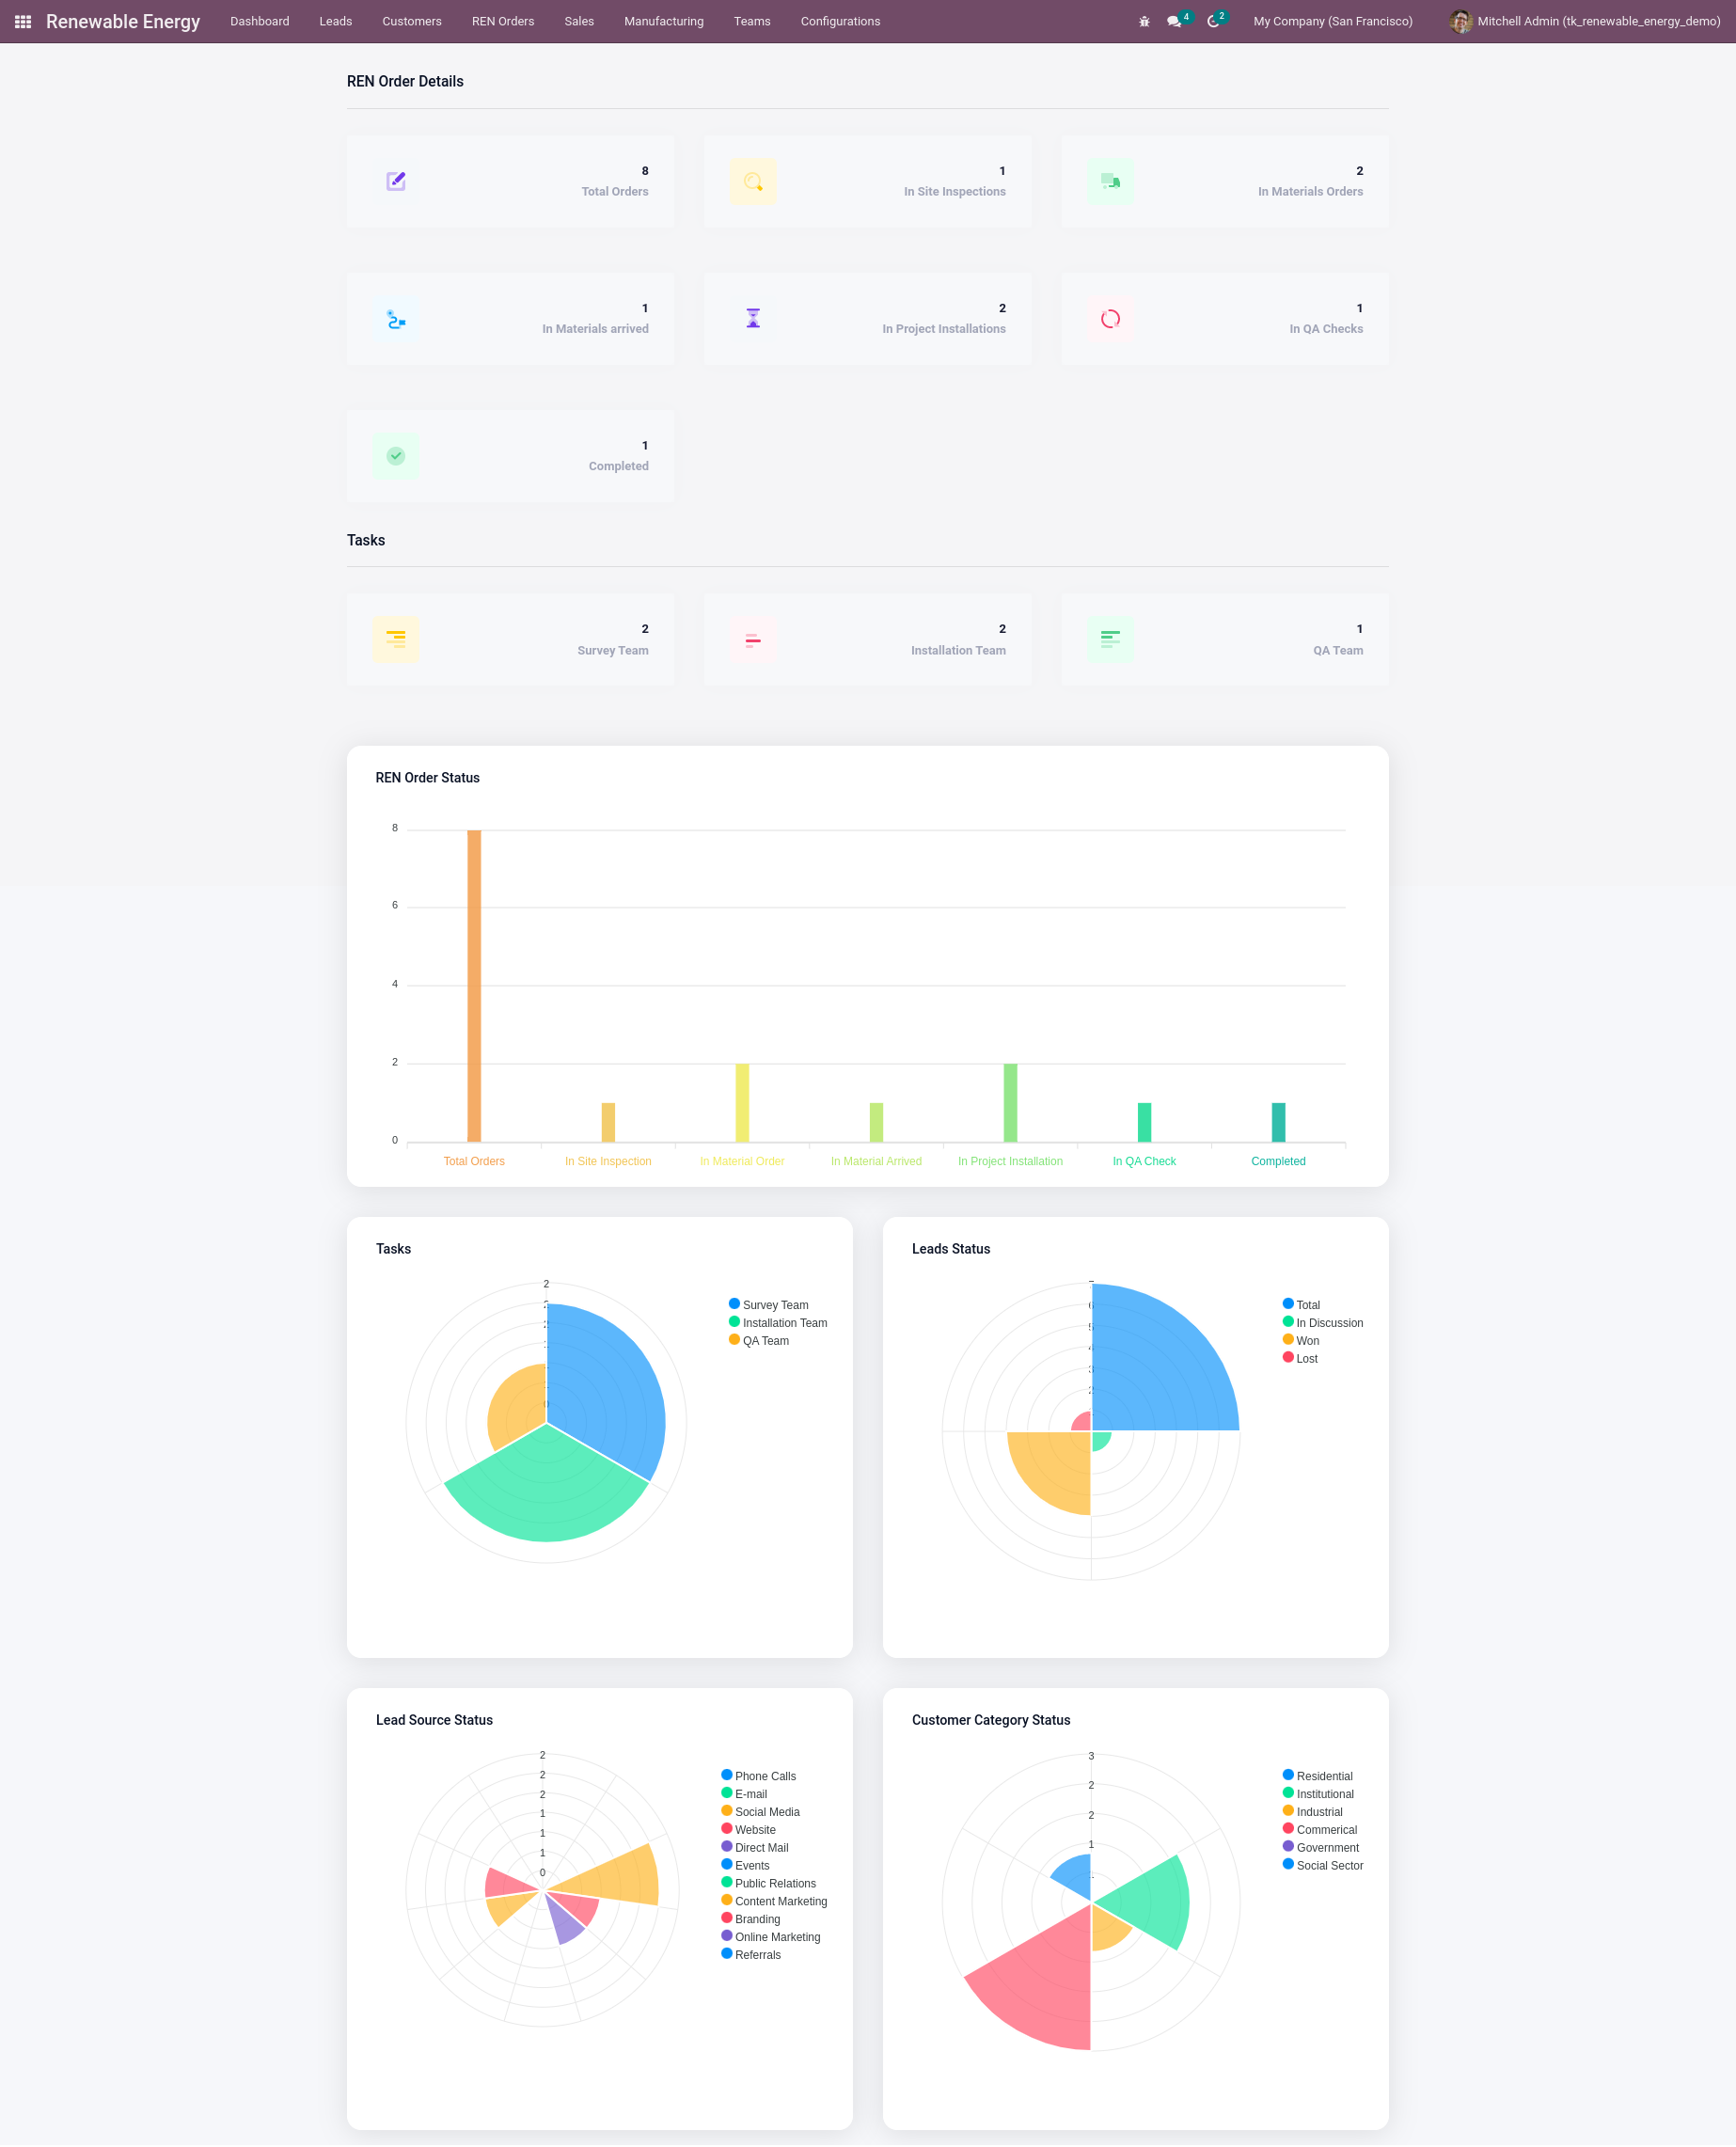 Renewable Energy Dashboard Leads Customers REN Orders Sales Manufacturing Teams Configurations 4 2 My Company (San Francisco) Mitchell Admin (tk_renewable_energy_demo)
REN Order Details
8
Total Orders
1
In Site Inspections
2
In Materials Orders
1
In Materials arrived
2
In Project Installations
1
In QA Checks
1
Completed
Tasks
2
Survey Team
2
Installation Team
1
QA Team
REN Order Status
8
6
4
2
0
Total Orders In Site Inspection In Material Order In Material Arrived In Project Installation In QA Check Completed
Tasks
2
Survey Team
Installation Team
QA Team
Leads Status
Total
In Discussion
Won
Lost
Lead Source Status
2
2
2
1
1
1
0
Phone Calls
E-mail
Social Media
Website
Direct Mail
Events
Public Relations
Content Marketing
Branding
Online Marketing
Referrals
Customer Category Status
3
2
2
1
Residential
Institutional
Industrial
Commerical
Government
Social Sector